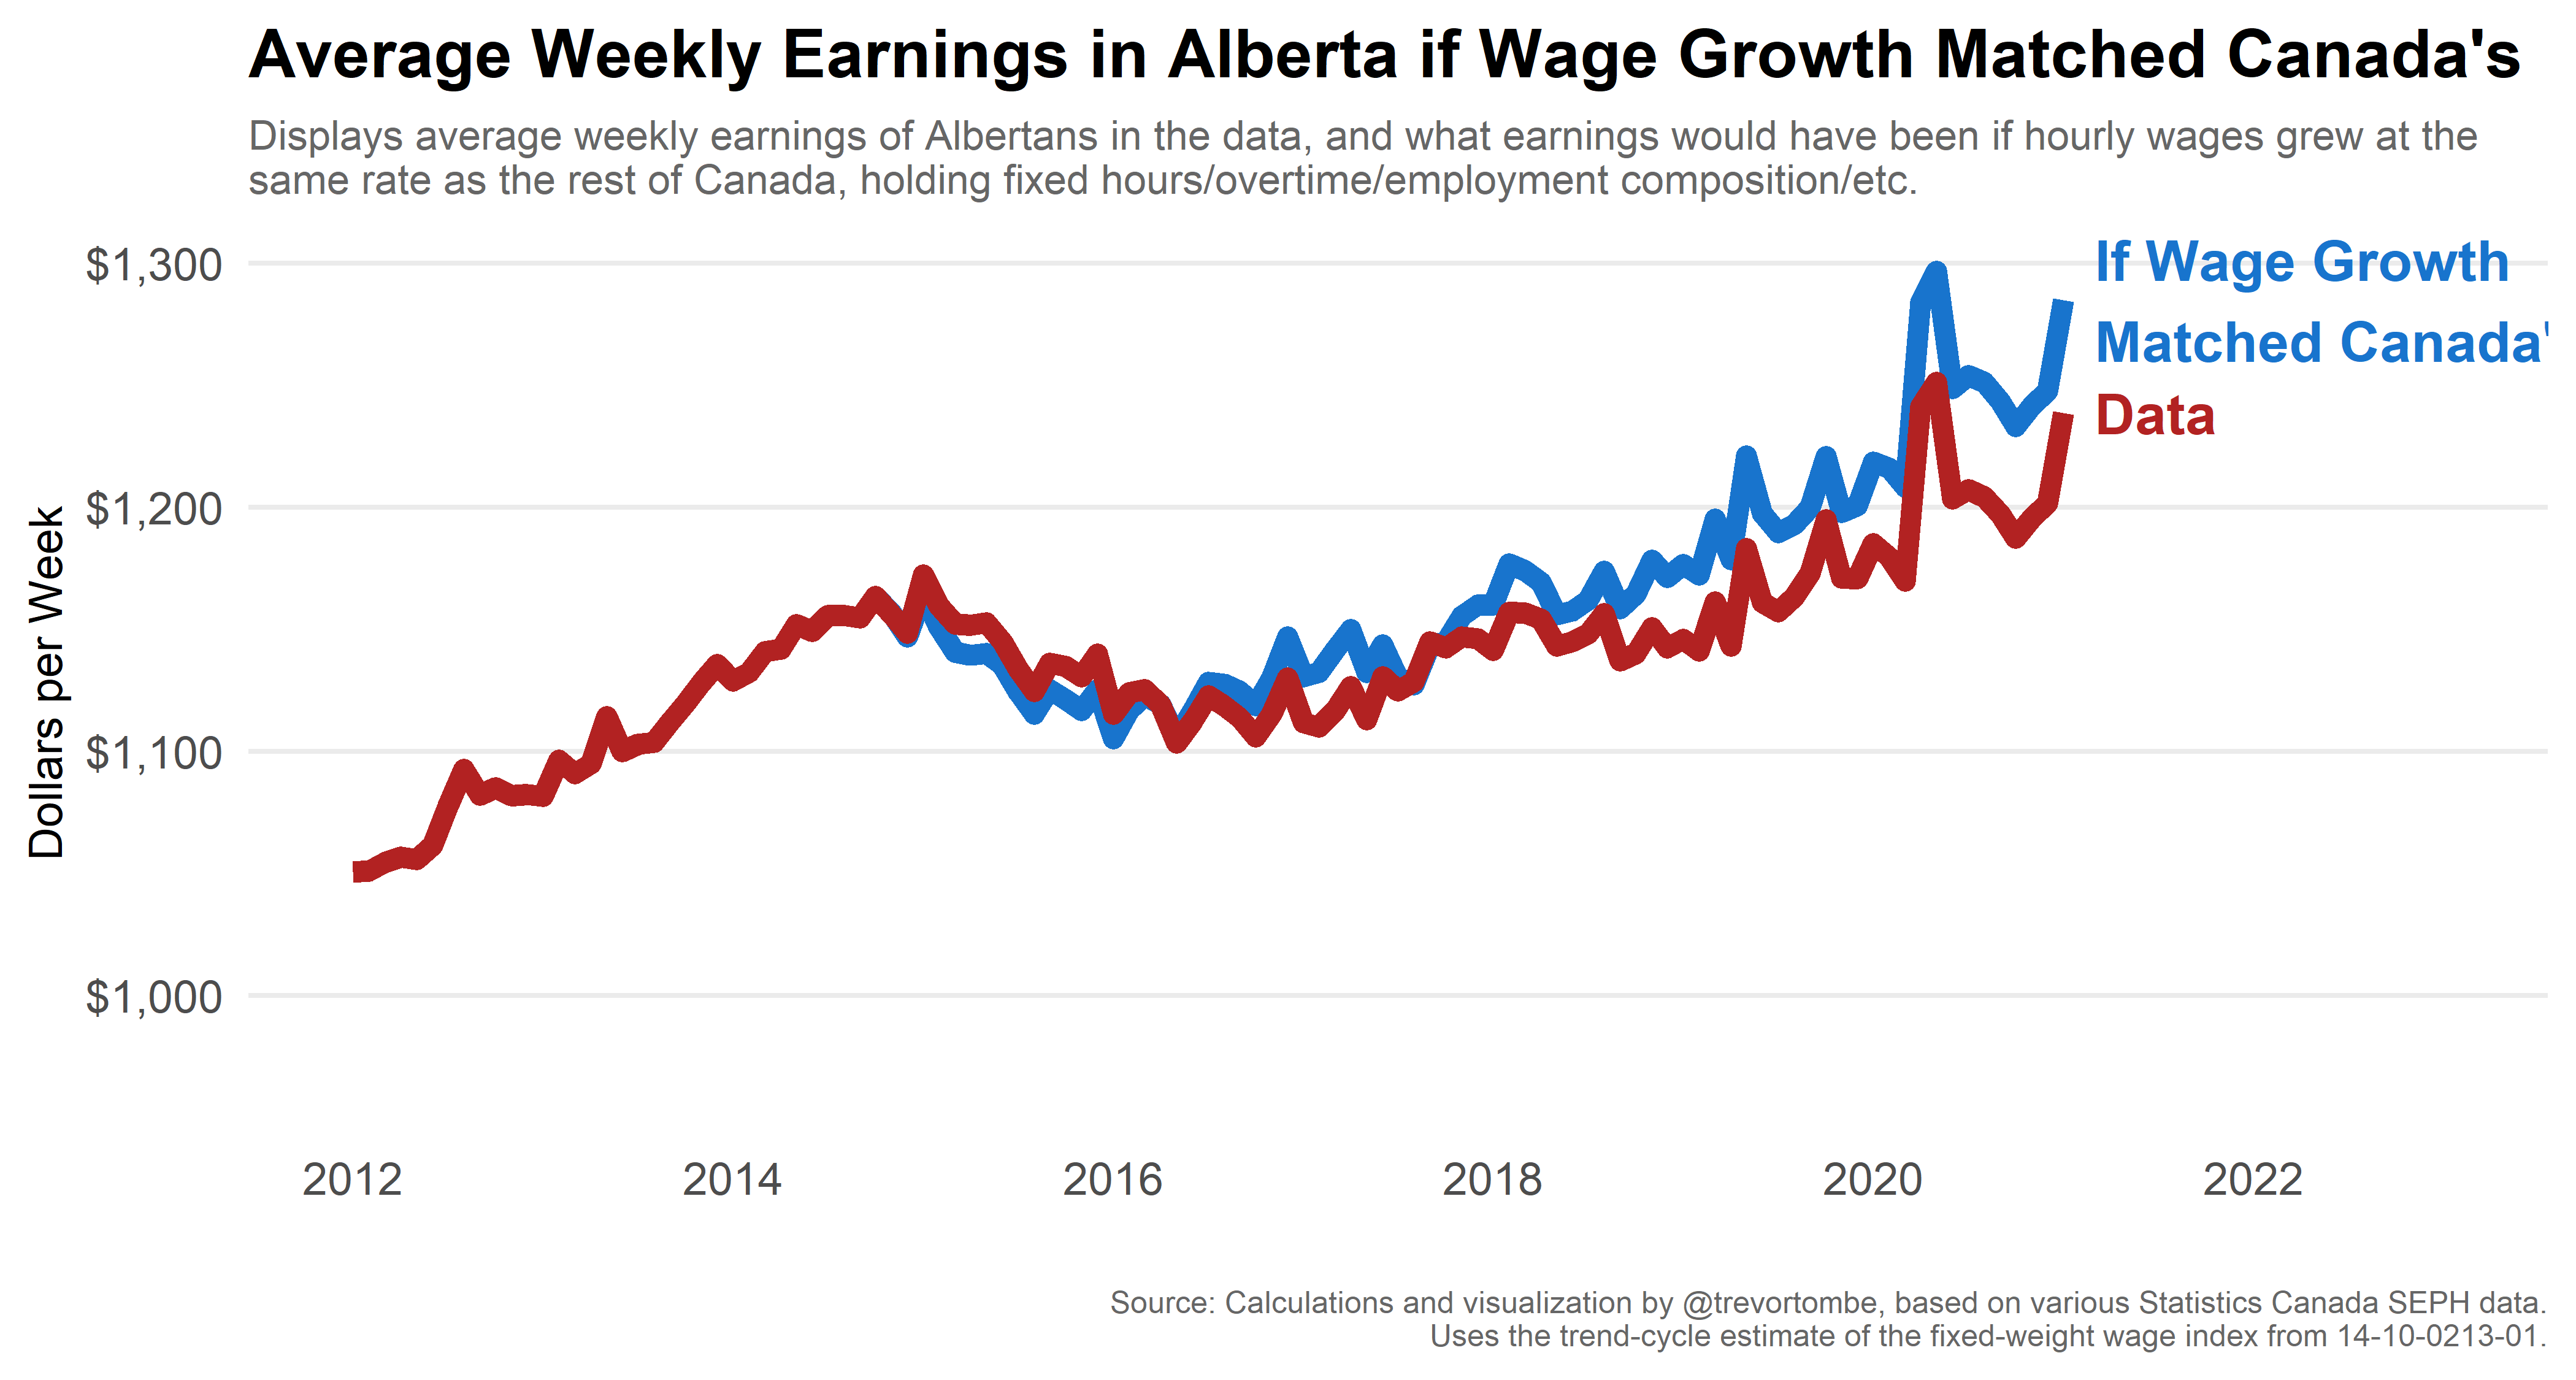 Average Weekly Earnings in Alberta if Wage Growth Matched Canada's
Displays average weekly earnings of Albertans in the data, and what earnings would have been if hourly wages grew at the
same rate as the rest of Canada, holding fixed hours/overtime/employment composition/etc.
If Wage Growth
Matched Canada'
Data
Dollars per Week
$1,300
$1,200
$1,100
$1,000
2012
2014
2016
2018
2020
2022
Source: Calculations and visualization by @trevortombe, based on various Statistics Canada SEPH data.
Uses the trend-cycle estimate of the fixed-weight wage index from 14-10-0213-01.